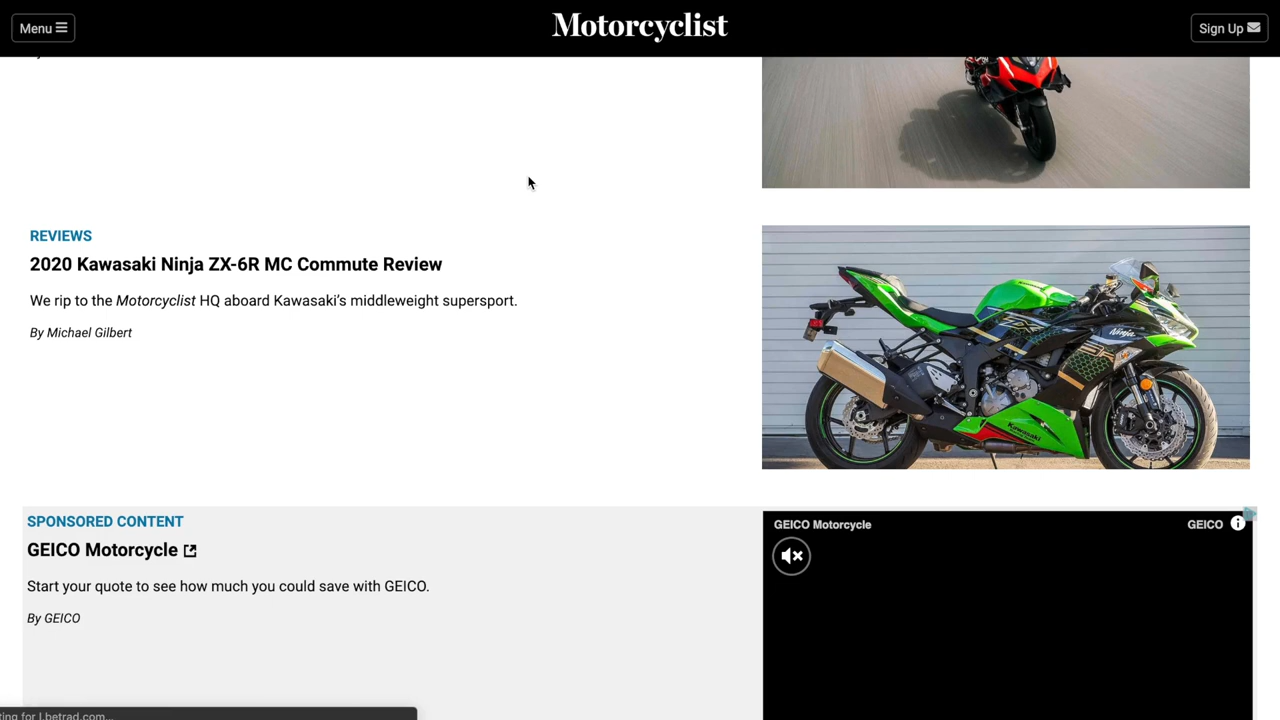 Menu
Motorcyclist
Sign Up
REVIEWS
2020 Kawasaki Ninja ZX-6R MC Commute Review
We rip to the Motorcyclist HQ aboard Kawasaki’s middleweight supersport.
By Michael Gilbert
Ninja
Kawasaki
SPONSORED CONTENT
GEICO Motorcycle
Start your quote to see how much you could save with GEICO.
By GEICO
GEICO Motorcycle
GEICO
for l.betrad.com...